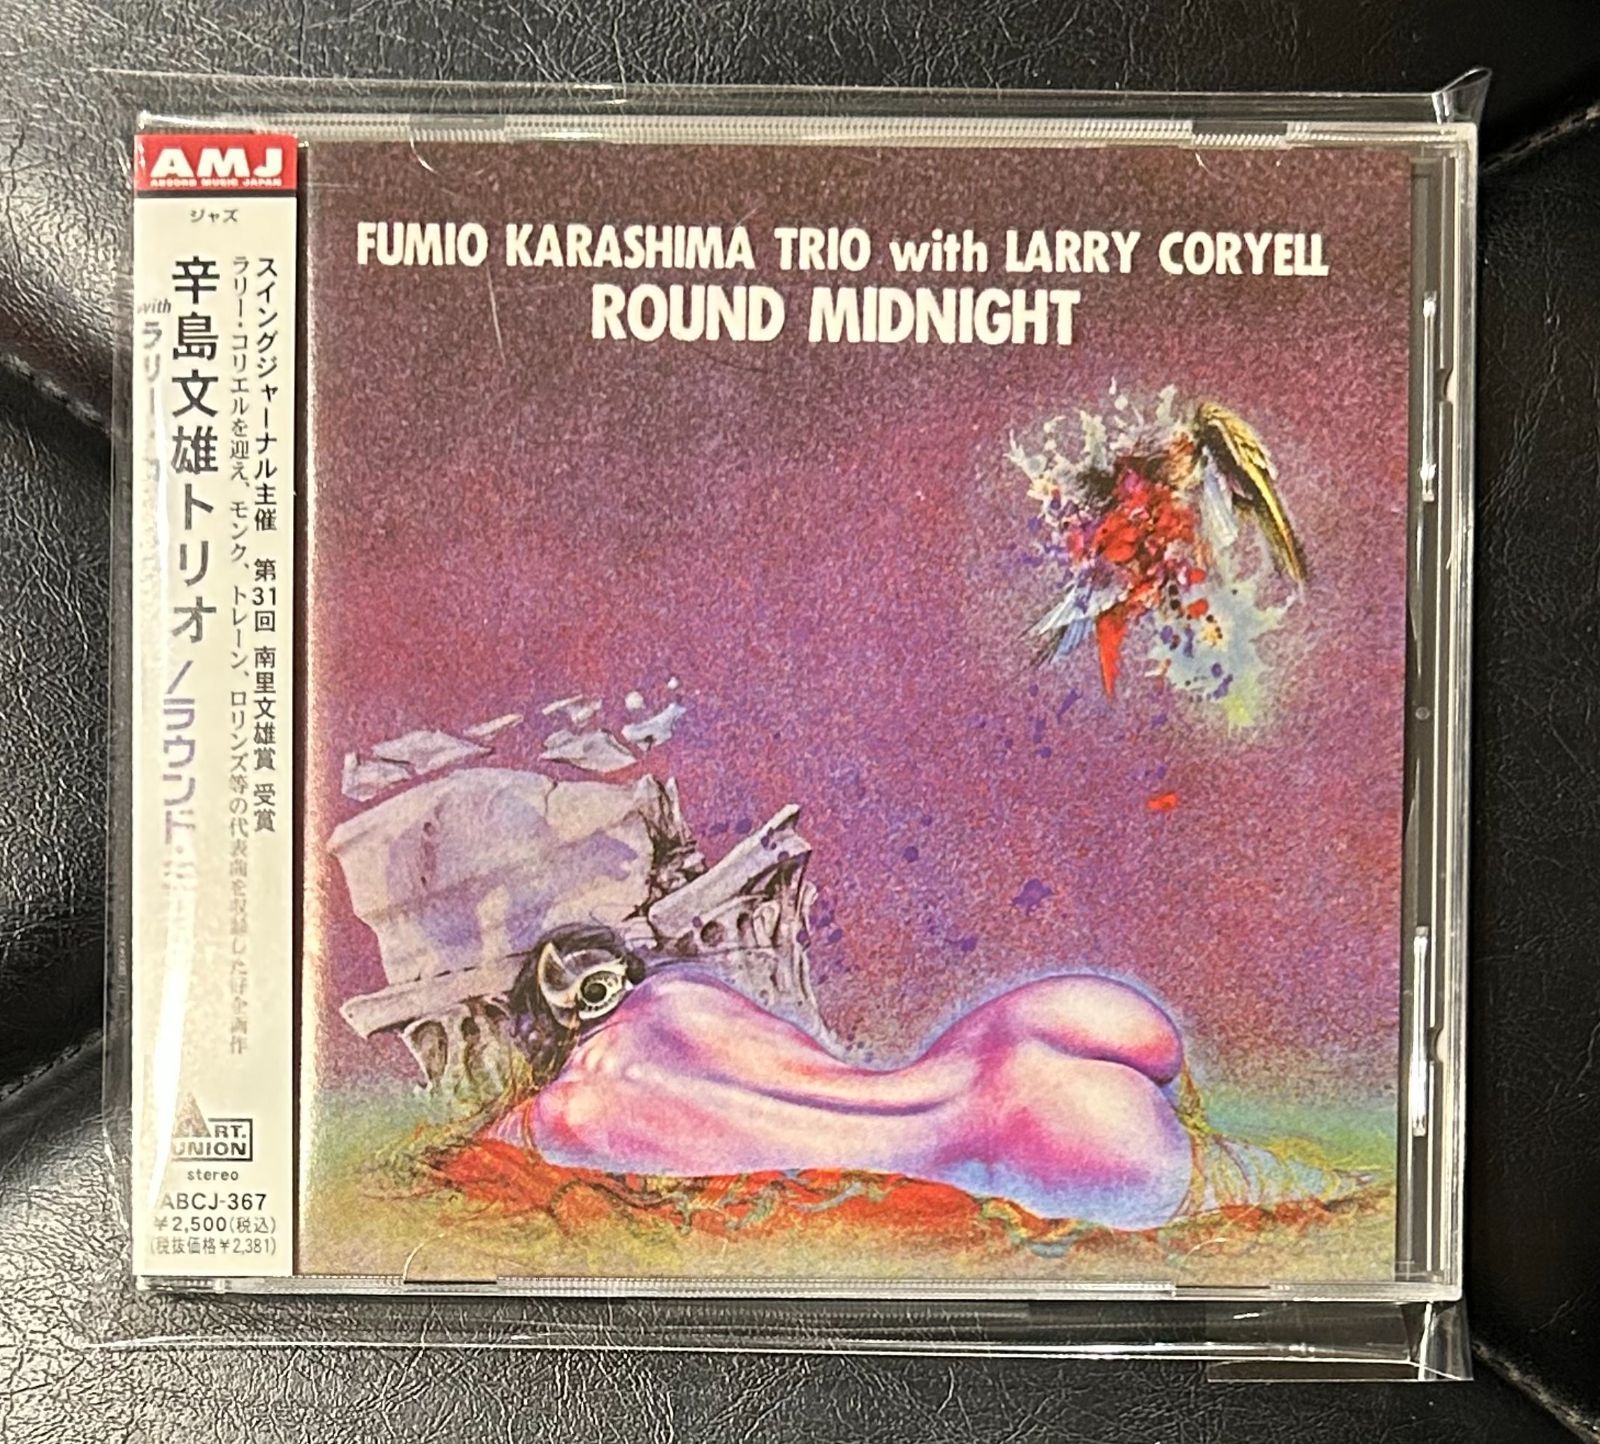 AMJ
ABSORB MUSIC JAPAN
ジャズ
スイングジャーナル主催 第31回 南里文雄賞 受賞
ラリー・コリエルを迎え、モンク、トレーン、ロリンズ等の代表曲を収録した好企画作
辛島文雄トリオ/ラウンド・
with ラリー・コ
ART.
UNION
stereo
ABCJ-367
¥2,500(税込)
(税抜価格¥2,381)
FUMIO KARASHIMA TRIO with LARRY CORYELL
ROUND MIDNIGHT